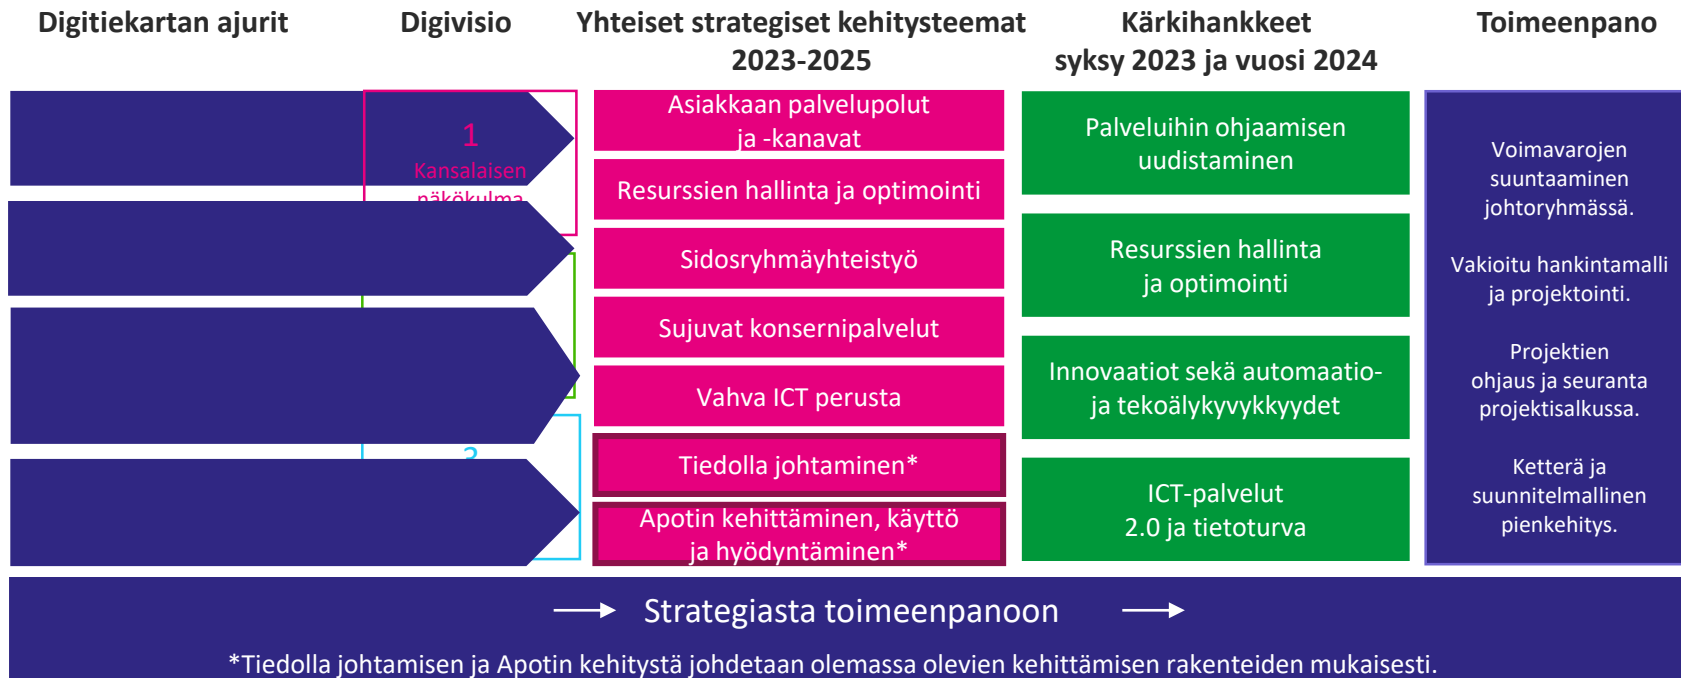 Digitiekartan ajurit
Digivisio
Yhteiset strategiset kehitysteemat
2023-2025
Kärkihankkeet
syksy 2023 ja vuosi 2024
Toimeenpano
1
Kansalaisen
näkökulma
3
Asiakkaan palvelupolut
ja -kanavat
Resurssien hallinta ja optimointi
Sidosryhmäyhteistyö
Sujuvat konsernipalvelut
Vahva ICT perusta
Tiedolla johtaminen*
Apotin kehittäminen, käyttö
ja hyödyntäminen*
Palveluihin ohjaamisen
uudistaminen
Resurssien hallinta
ja optimointi
Innovaatiot sekä automaatio-
ja tekoälykyvykkyydet
ICT-palvelut
2.0 ja tietoturva
Voimavarojen
suuntaaminen
johtoryhmässä.
Vakioitu hankintamalli
ja projektointi.
Projektien
ohjaus ja seuranta
projektisalkussa.
Ketterä ja
suunnitelmallinen
pienkehitys.
Strategiasta toimeenpanoon
*Tiedolla johtamisen ja Apotin kehitystä johdetaan olemassa olevien kehittämisen rakenteiden mukaisesti.